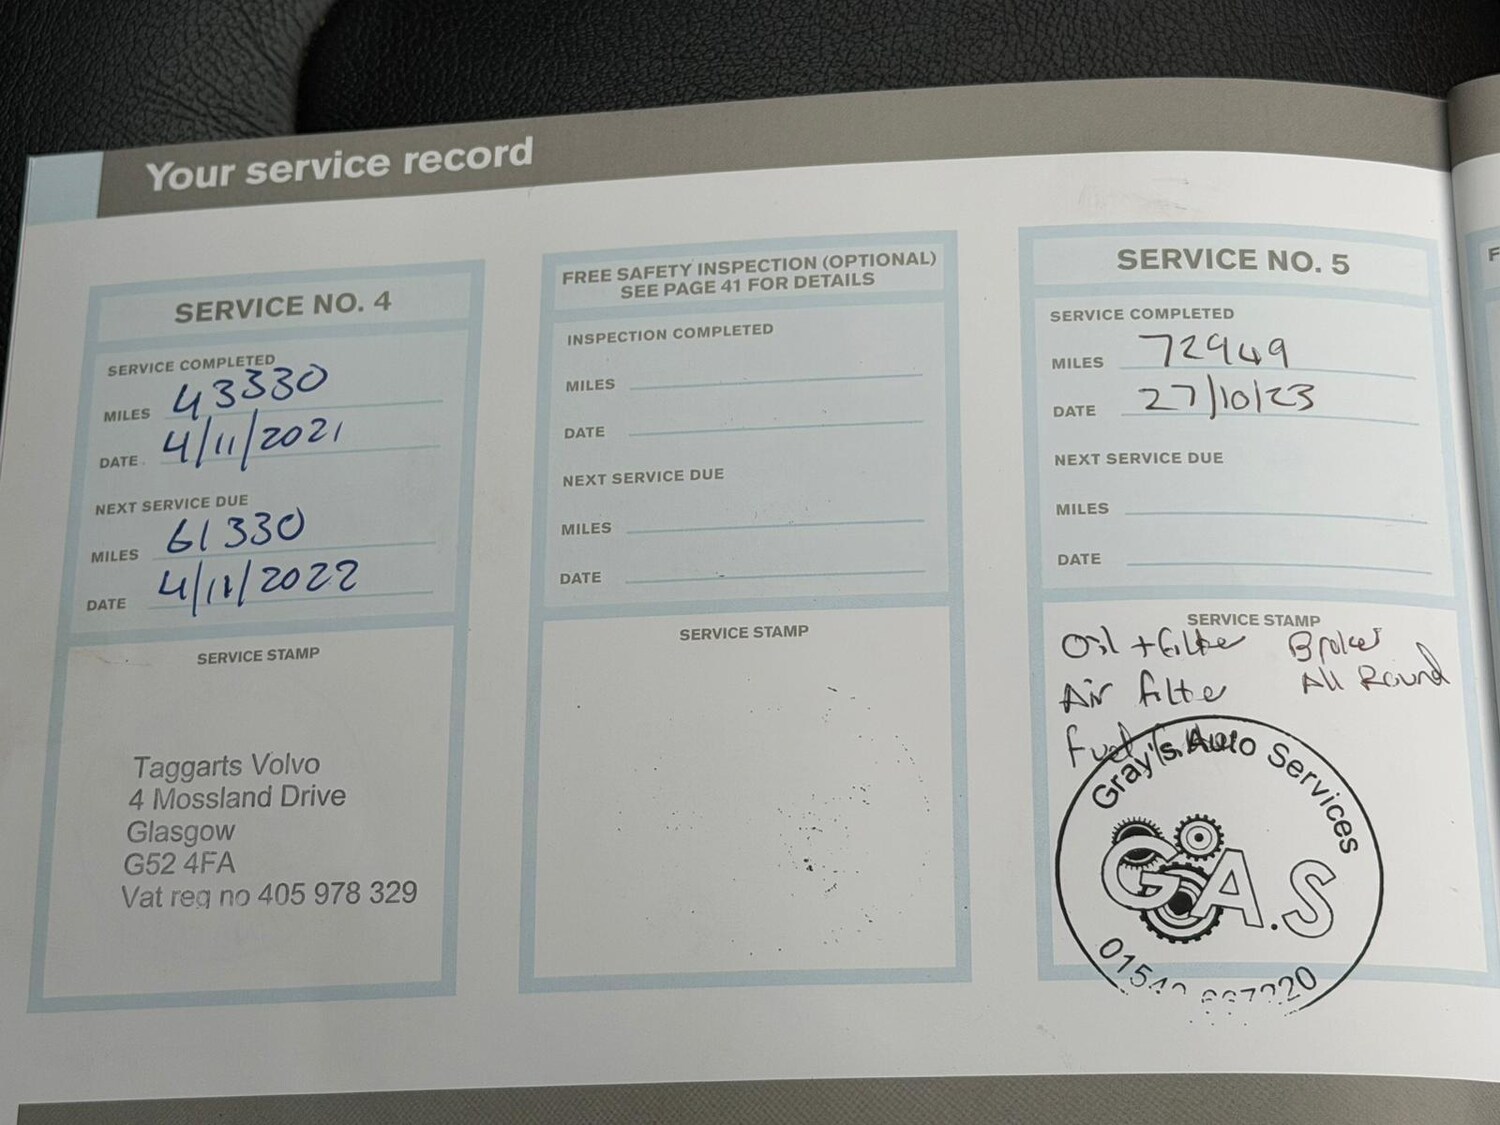 Your service record
SERVICE NO. 4
SERVICE COMPLETED
MILES 43330
DATE 4/11/2021
NEXT SERVICE DUE
MILES 61330
DATE 4/11/2022
SERVICE STAMP
Taggarts Volvo
4 Mossland Drive
Glasgow
G52 4FA
Vat reg no 405 978 329
FREE SAFETY INSPECTION (OPTIONAL)
SEE PAGE 41 FOR DETAILS
INSPECTION COMPLETED
MILES
DATE
NEXT SERVICE DUE
MILES
DATE
SERVICE STAMP
SERVICE NO. 5
SERVICE COMPLETED
MILES 72949
DATE 27/10/23
NEXT SERVICE DUE
MILES
DATE
SERVICE STAMP
Oil + filte
Air filte
Fuel
All Round
Gray's Auto Services
G.A.S
F